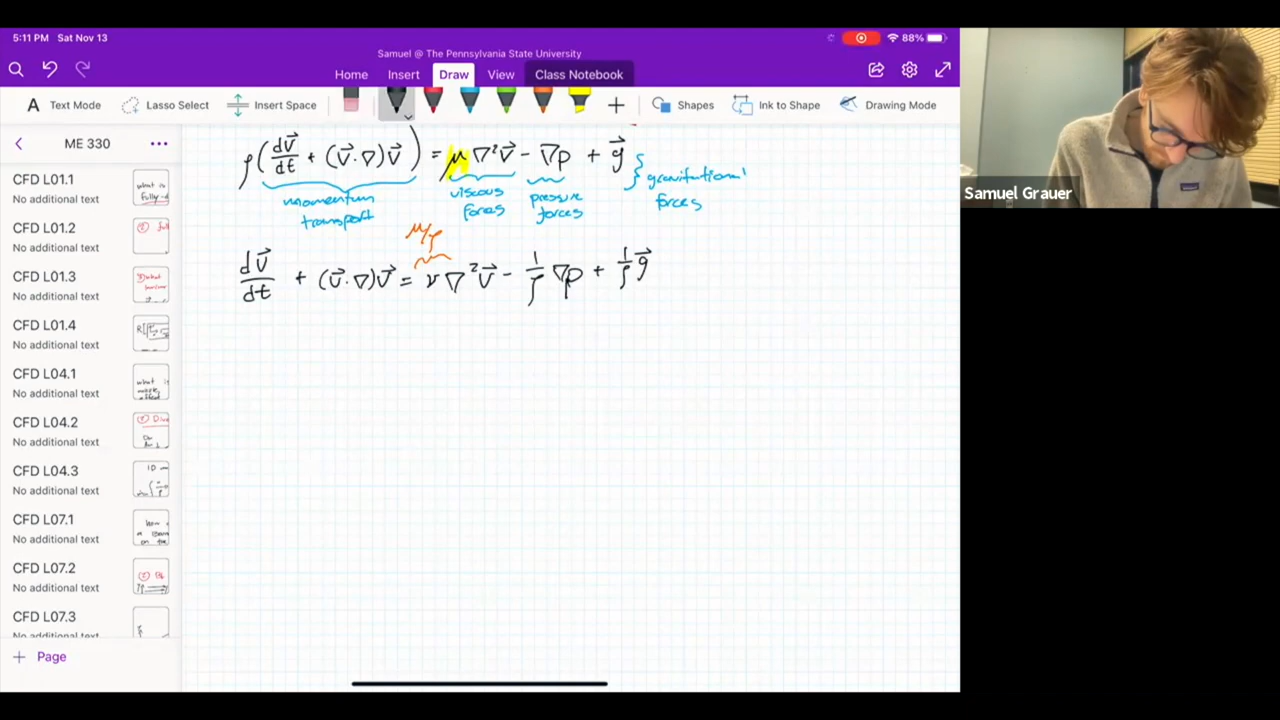 5:11 PM Sat Nov 13
88%
Samuel @ The Pennsylvania State University
Home Insert Draw View Class Notebook
A Text Mode Lasso Select Insert Space Shapes Ink to Shape Drawing Mode
ME 330
CFD L01.1
No additional text
CFD L01.2
No additional text
CFD L01.3
No additional text
CFD L01.4
No additional text
CFD L04.1
No additional text
CFD L04.2
No additional text
CFD L04.3
No additional text
CFD L07.1
No additional text
CFD L07.2
No additional text
CFD L07.3
No additional text
+ Page
ρ(dv⃗/dt + (v⃗·∇)v⃗) = μ∇²v⃗ − ∇p + g⃗
momentum transport
viscous forces
pressure forces
gravitational forces
μ/ρ
dv⃗/dt + (v⃗·∇)v⃗ = ν∇²v⃗ − 1/ρ ∇p + 1/ρ g⃗
Samuel Grauer